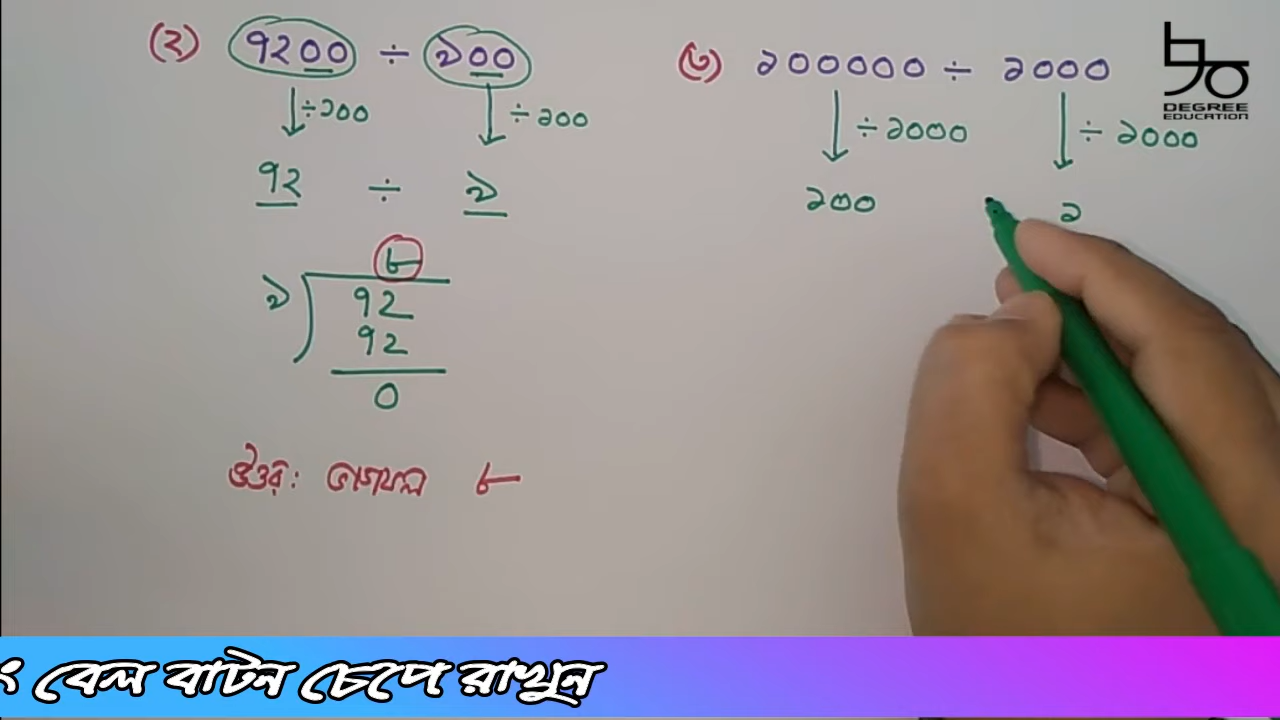 (২) ৭২০০ ÷ ৯০০
÷১০০ ÷ ১০০
৭২ ÷ ৯
৮
৯ ৭২
৭২
০
উত্তর: ভাগফল ৮
(৩) ১০০০০০ ÷ ১০০০
÷ ১০০০ ÷ ১০০০
১০০ ১
DEGREE
EDUCATION
ং বেল বাটন চেপে রাখুন